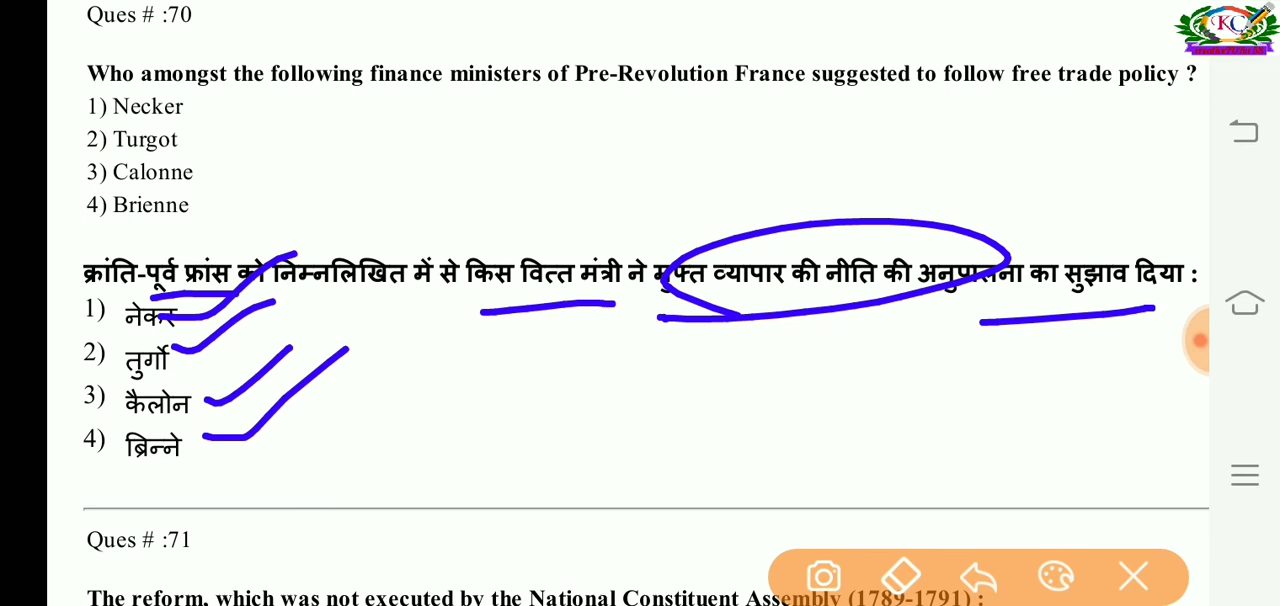 Ques # :70
KC
Who amongst the following finance ministers of Pre-Revolution France suggested to follow free trade policy ?
1) Necker
2) Turgot
3) Calonne
4) Brienne
क्रांति-पूर्व फ्रांस को निम्नलिखित में से किस वित्त मंत्री ने मुफ्त व्यापार की नीति की अनुपालना का सुझाव दिया :
1) नेकर
2) तुर्गो
3) कैलोन
4) ब्रिन्ने
Ques # :71
The reform, which was not executed by the National Constituent Assembly (1789-1791) :